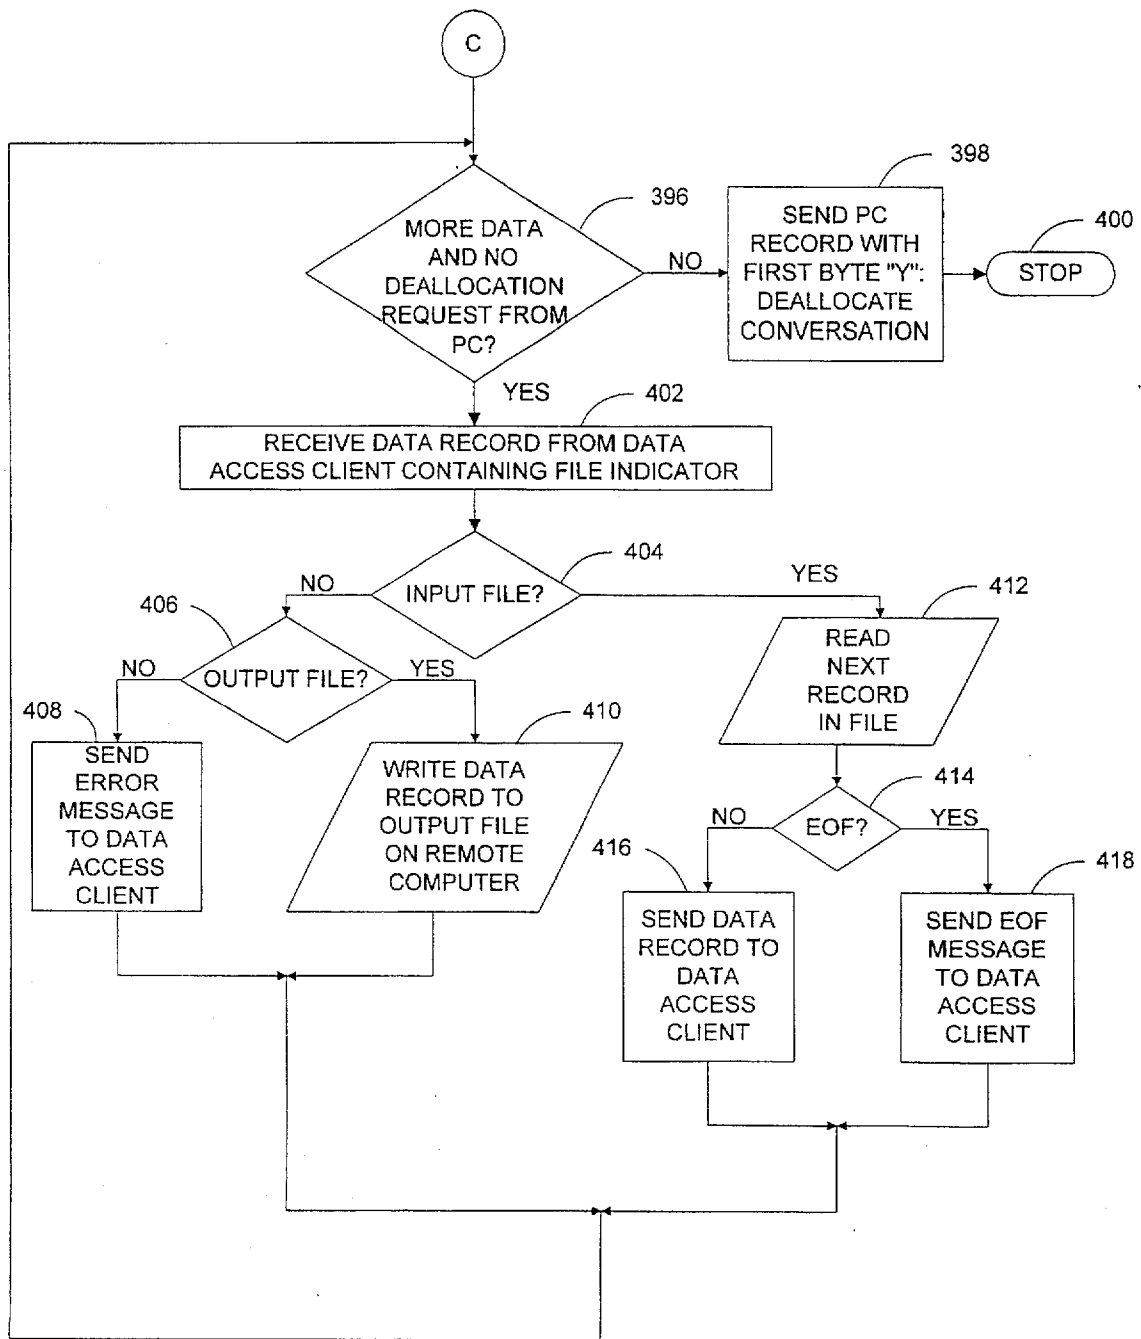 C
396
MORE DATA
AND NO
DEALLOCATION
REQUEST FROM
PC?
NO
398
SEND PC
RECORD WITH
FIRST BYTE "Y":
DEALLOCATE
CONVERSATION
400
STOP
YES
402
RECEIVE DATA RECORD FROM DATA
ACCESS CLIENT CONTAINING FILE INDICATOR
404
INPUT FILE?
NO
YES
406
OUTPUT FILE?
NO
YES
408
SEND
ERROR
MESSAGE
TO DATA
ACCESS
CLIENT
410
WRITE DATA
RECORD TO
OUTPUT FILE
ON REMOTE
COMPUTER
412
READ
NEXT
RECORD
IN FILE
414
EOF?
NO
YES
416
SEND DATA
RECORD TO
DATA
ACCESS
CLIENT
418
SEND EOF
MESSAGE
TO DATA
ACCESS
CLIENT